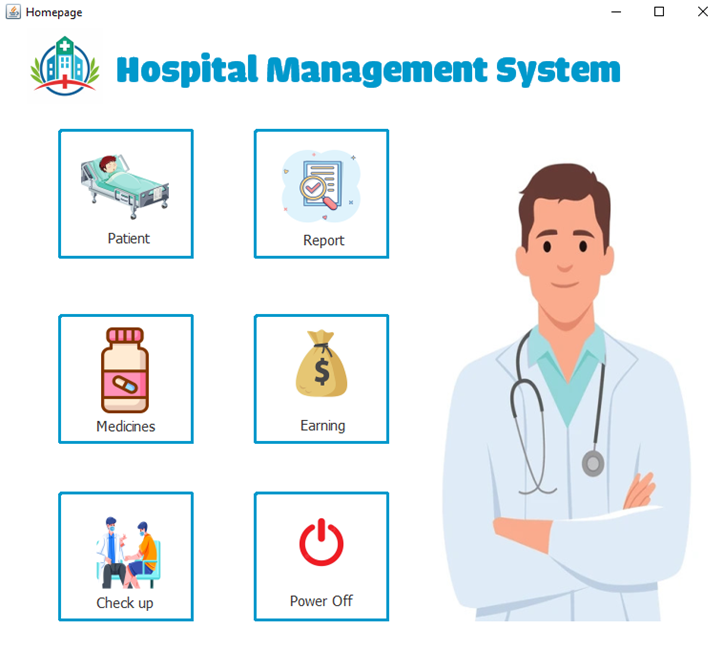 Homepage
Hospital Management System
Patient
Report
Medicines
Earning
Check up
Power Off